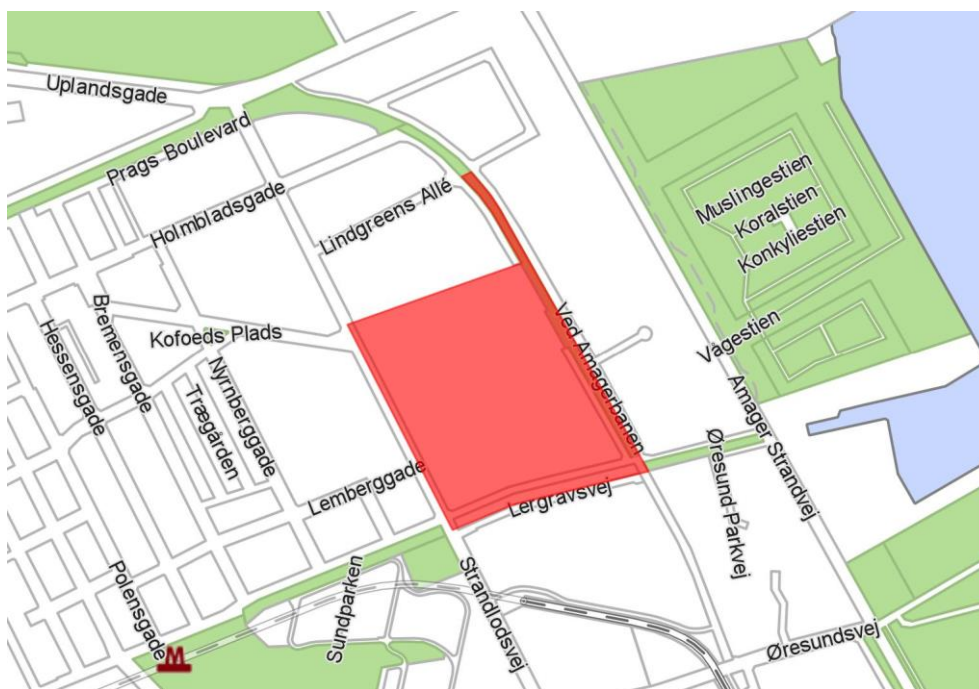 Uplandsgade
Prags Boulevard
Holmbladsgade
Lindgreens Allé
Muslingestien
Koralstien
Konkyliestien
Vågestien
Hessensgade
Bremensgade
Kofoeds Plads
Nyrnberggade
Trægården
Ved Amagerbanen
Amager Strandvej
Lemberggade
Lergravsvej
Øresund Parkvej
Polensgade
Sundparken
Strandlodsvej
Øresundsvej
M